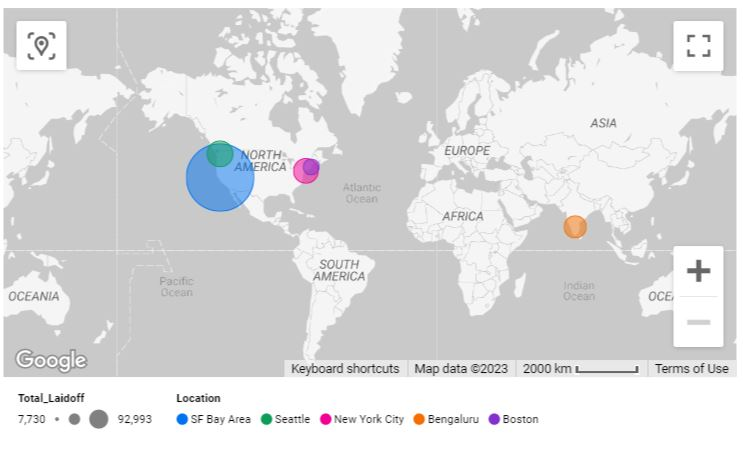 ASIA
NORTH
AMERICA
EUROPE
Atlantic
Ocean
AFRICA
SOUTH
AMERICA
Pacific
Ocean
Indian
Ocean
OCEANIA
OCEA
Google
Keyboard shortcuts
Map data ©2023
2000 km
Terms of Use
Total_Laidoff
Location
7,730
92,993
SF Bay Area
Seattle
New York City
Bengaluru
Boston